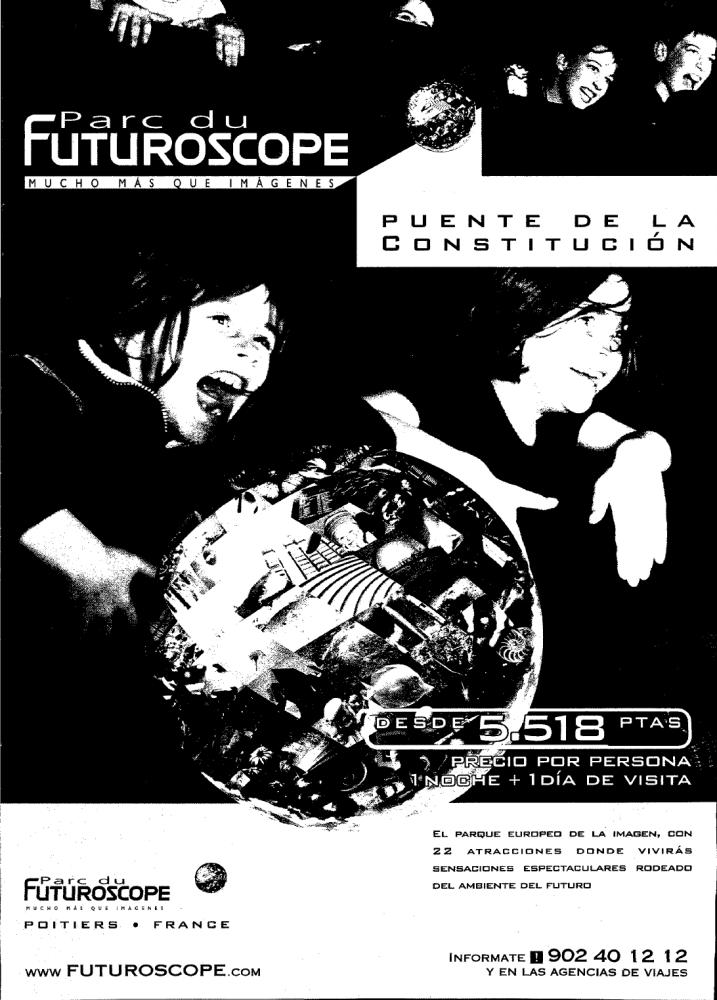 Parc du
FUTUROSCOPE
MUCHO MÁS QUE IMÁGENES
PUENTE DE LA
CONSTITUCIÓN
DESDE 5.518 PTAS
PRECIO POR PERSONA
1 NOCHE + 1 DÍA DE VISITA
EL PARQUE EUROPEO DE LA IMAGEN, CON
22 ATRACCIONES DONDE VIVIRÁS
SENSACIONES ESPECTACULARES RODEADO
DEL AMBIENTE DEL FUTURO
Parc du
FUTUROSCOPE
MUCHO MÁS QUE IMÁGENES
POITIERS • FRANCE
WWW FUTUROSCOPE.COM
INFORMATE 902 40 12 12
Y EN LAS AGENCIAS DE VIAJES